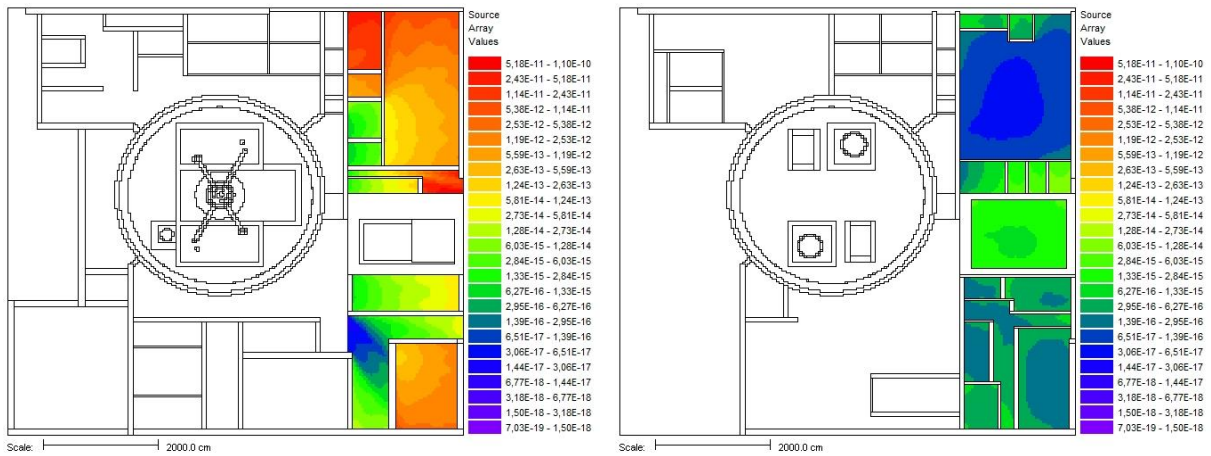 Source
Array
Values
5,18E-11 - 1,10E-10
2,43E-11 - 5,18E-11
1,14E-11 - 2,43E-11
5,38E-12 - 1,14E-11
2,53E-12 - 5,38E-12
1,19E-12 - 2,53E-12
5,59E-13 - 1,19E-12
2,63E-13 - 5,59E-13
1,24E-13 - 2,63E-13
5,81E-14 - 1,24E-13
2,73E-14 - 5,81E-14
1,28E-14 - 2,73E-14
6,03E-15 - 1,28E-14
2,84E-15 - 6,03E-15
1,33E-15 - 2,84E-15
6,27E-16 - 1,33E-15
2,95E-16 - 6,27E-16
1,39E-16 - 2,95E-16
6,51E-17 - 1,39E-16
3,06E-17 - 6,51E-17
1,44E-17 - 3,06E-17
6,77E-18 - 1,44E-17
3,18E-18 - 6,77E-18
1,50E-18 - 3,18E-18
7,03E-19 - 1,50E-18
Scale: 2000.0 cm
Source
Array
Values
5,18E-11 - 1,10E-10
2,43E-11 - 5,18E-11
1,14E-11 - 2,43E-11
5,38E-12 - 1,14E-11
2,53E-12 - 5,38E-12
1,19E-12 - 2,53E-12
5,59E-13 - 1,19E-12
2,63E-13 - 5,59E-13
1,24E-13 - 2,63E-13
5,81E-14 - 1,24E-13
2,73E-14 - 5,81E-14
1,28E-14 - 2,73E-14
6,03E-15 - 1,28E-14
2,84E-15 - 6,03E-15
1,33E-15 - 2,84E-15
6,27E-16 - 1,33E-15
2,95E-16 - 6,27E-16
1,39E-16 - 2,95E-16
6,51E-17 - 1,39E-16
3,06E-17 - 6,51E-17
1,44E-17 - 3,06E-17
6,77E-18 - 1,44E-17
3,18E-18 - 6,77E-18
1,50E-18 - 3,18E-18
7,03E-19 - 1,50E-18
Scale: 2000.0 cm